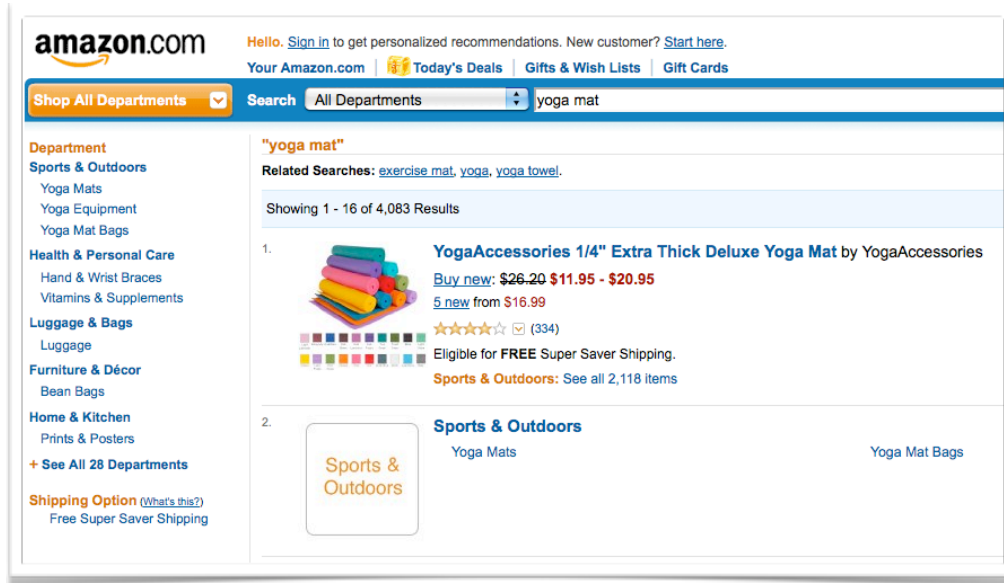 amazon.com
Hello. Sign in to get personalized recommendations. New customer? Start here.
Your Amazon.com Today's Deals Gifts & Wish Lists Gift Cards
Shop All Departments Search All Departments yoga mat
Department
Sports & Outdoors
Yoga Mats
Yoga Equipment
Yoga Mat Bags
Health & Personal Care
Hand & Wrist Braces
Vitamins & Supplements
Luggage & Bags
Luggage
Furniture & Décor
Bean Bags
Home & Kitchen
Prints & Posters
+ See All 28 Departments
Shipping Option (What's this?)
Free Super Saver Shipping
"yoga mat"
Related Searches: exercise mat, yoga, yoga towel.
Showing 1 - 16 of 4,083 Results
1.
YogaAccessories 1/4" Extra Thick Deluxe Yoga Mat by YogaAccessories
Buy new: $26.20 $11.95 - $20.95
5 new from $16.99
(334)
Eligible for FREE Super Saver Shipping.
Sports & Outdoors: See all 2,118 items
2.
Sports &
Outdoors
Sports & Outdoors
Yoga Mats Yoga Mat Bags